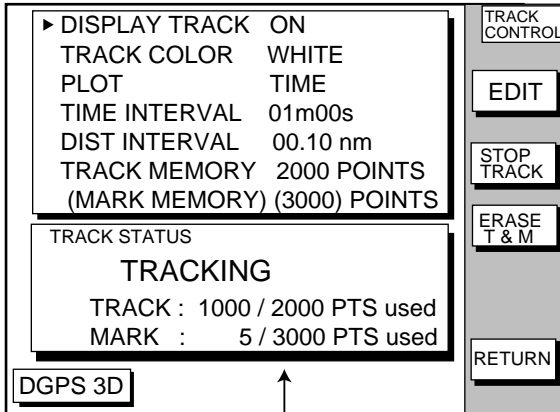 DISPLAY TRACK ON
TRACK COLOR WHITE
PLOT TIME
TIME INTERVAL 01m00s
DIST INTERVAL 00.10 nm
TRACK MEMORY 2000 POINTS
(MARK MEMORY) (3000) POINTS
TRACK STATUS
TRACKING
TRACK : 1000 / 2000 PTS used
MARK : 5 / 3000 PTS used
DGPS 3D
TRACK
CONTROL
EDIT
STOP
TRACK
ERASE
T & M
RETURN